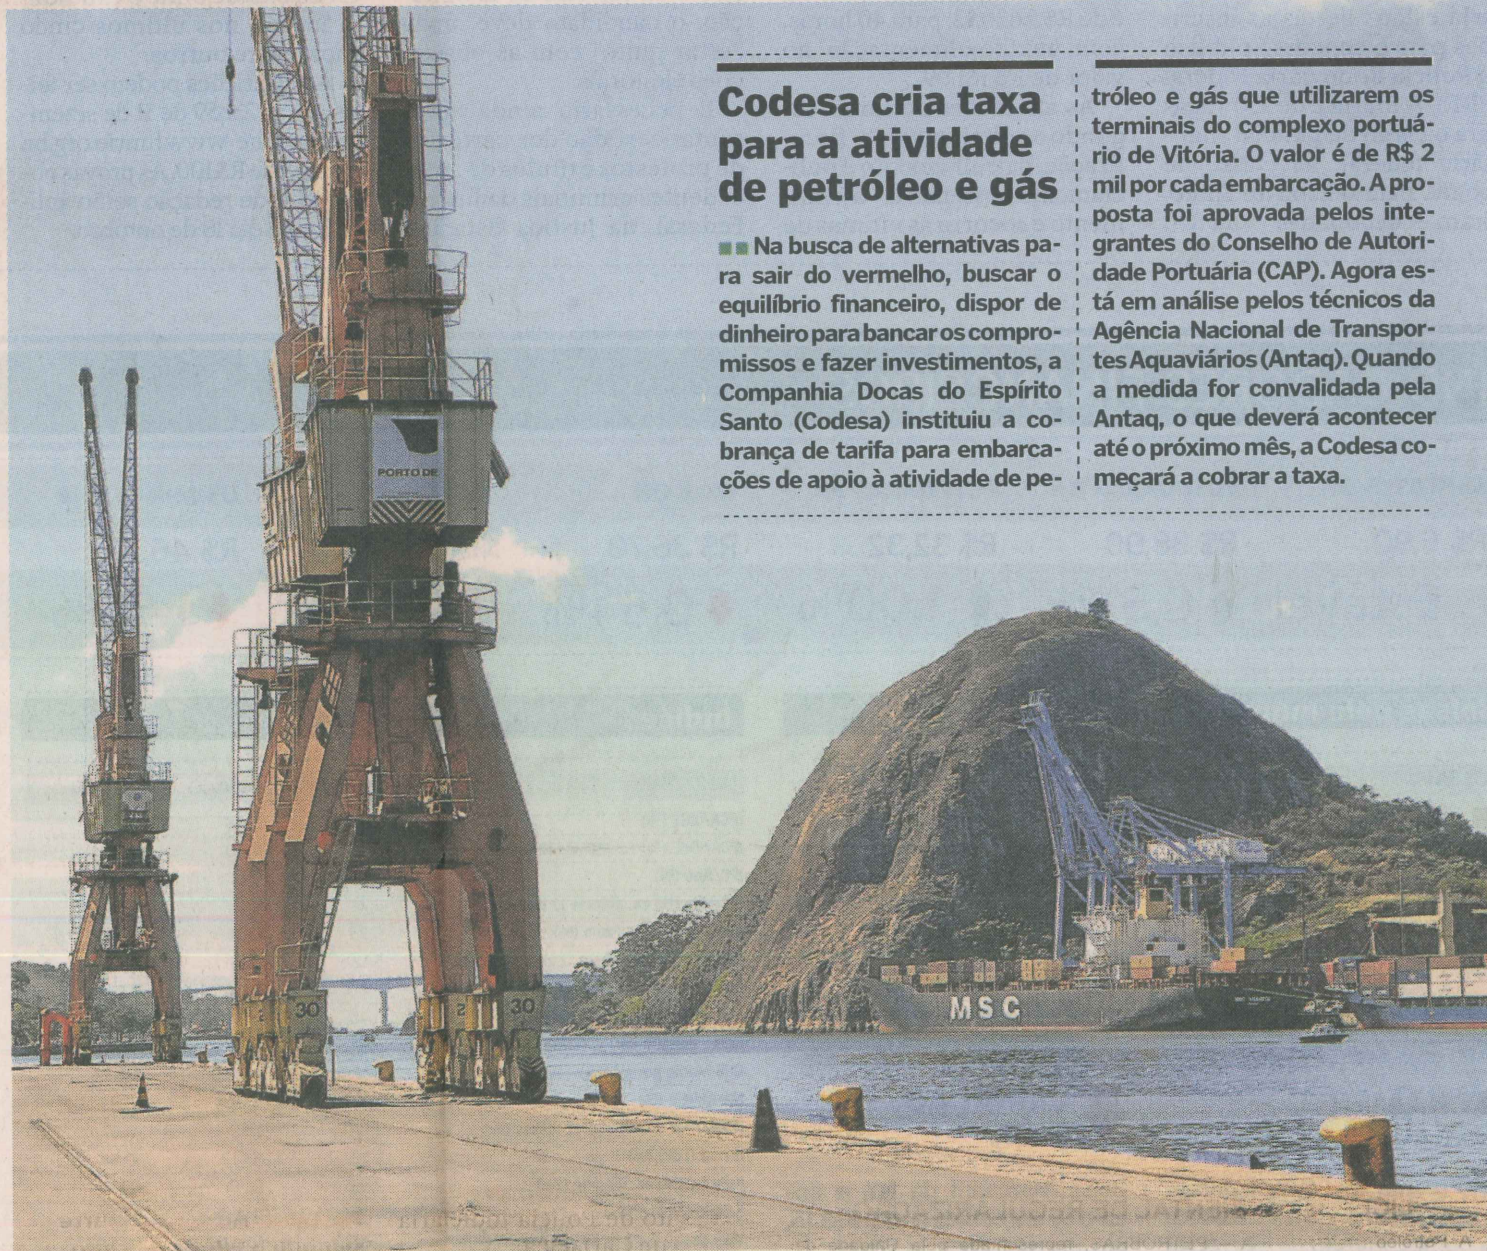 Codesa cria taxa
para a atividade
de petróleo e gás
Na busca de alternativas pa-
ra sair do vermelho, buscar o
equilíbrio financeiro, dispor de
dinheiro para bancar os compro-
missos e fazer investimentos, a
Companhia Docas do Espírito
Santo (Codesa) instituiu a co-
brança de tarifa para embarca-
ções de apoio à atividade de pe-
tróleo e gás que utilizarem os
terminais do complexo portuá-
rio de Vitória. O valor é de R$ 2
mil por cada embarcação. A pro-
posta foi aprovada pelos inte-
grantes do Conselho de Autori-
dade Portuária (CAP). Agora es-
tá em análise pelos técnicos da
Agência Nacional de Transpor-
tes Aquaviários (Antaq). Quando
a medida for convalidada pela
Antaq, o que deverá acontecer
até o próximo mês, a Codesa co-
meçará a cobrar a taxa.
PORTO DE
MSC
30
2
30